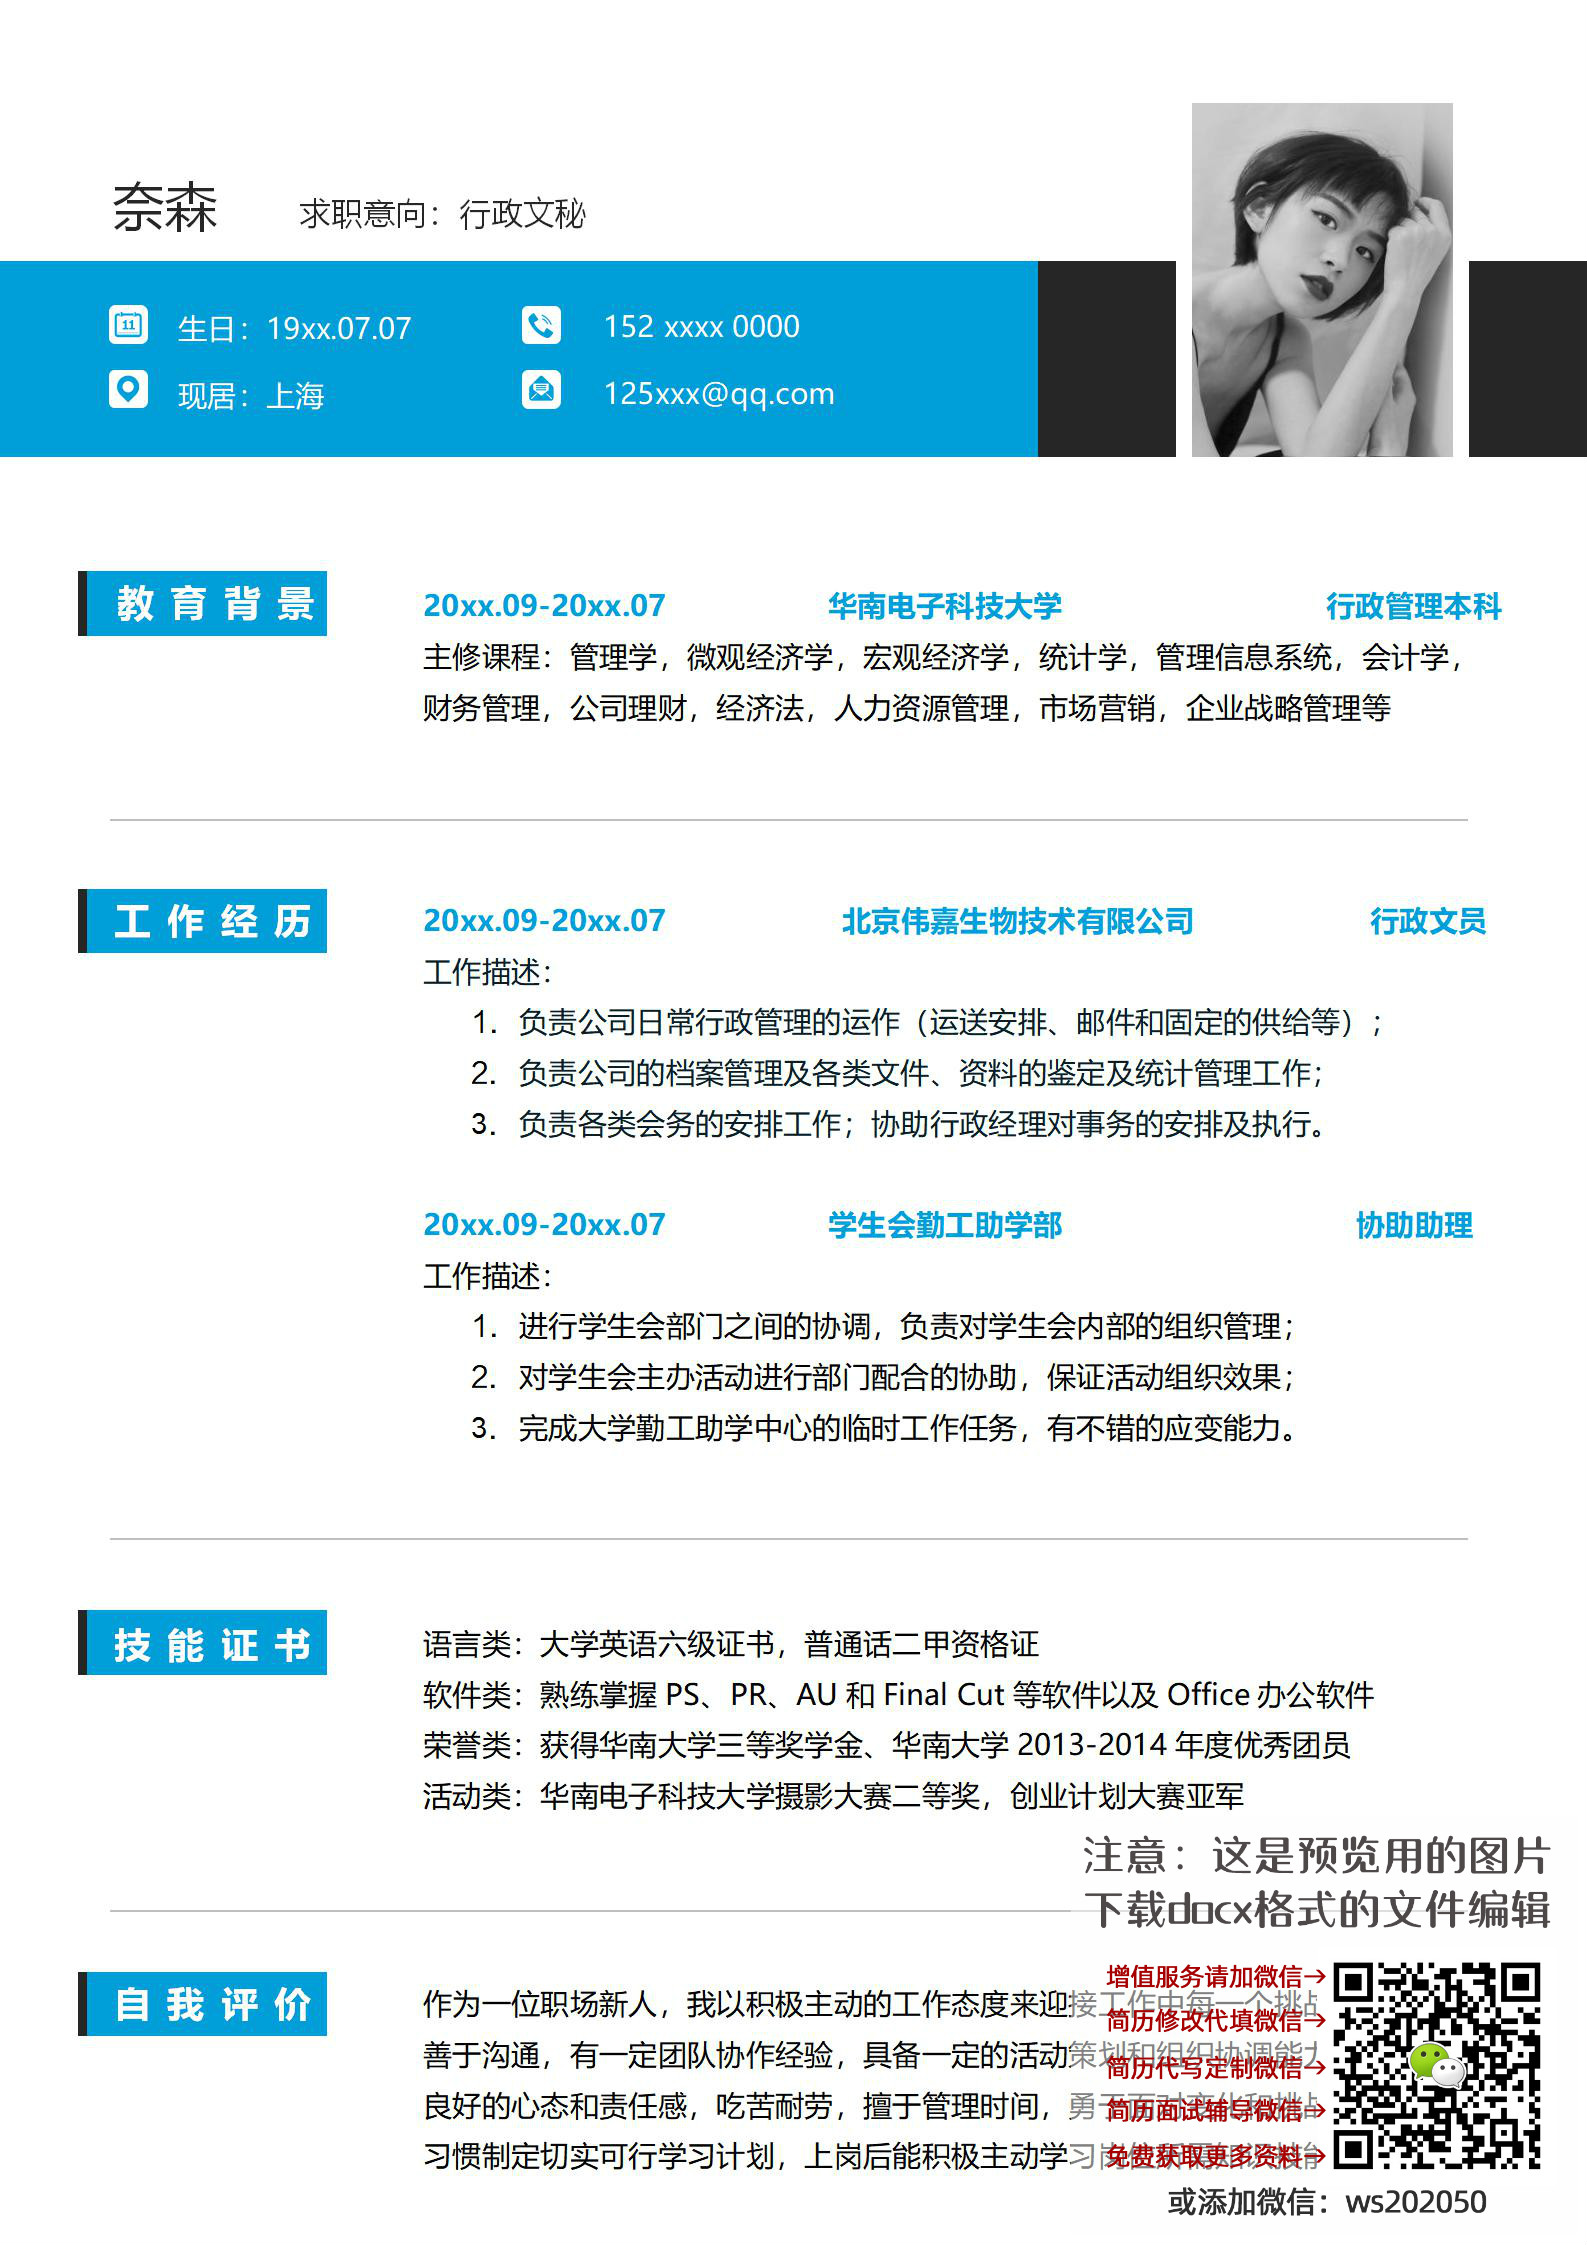 奈森
求职意向：行政文秘
11
生日：19xx.07.07
152 xxxx 0000
现居：上海
125xxx@qq.com
教育背景
20xx.09-20xx.07 华南电子科技大学 行政管理本科
主修课程：管理学，微观经济学，宏观经济学，统计学，管理信息系统，会计学，
财务管理，公司理财，经济法，人力资源管理，市场营销，企业战略管理等
工作经历
20xx.09-20xx.07 北京伟嘉生物技术有限公司 行政文员
工作描述：
1. 负责公司日常行政管理的运作（运送安排、邮件和固定的供给等）；
2. 负责公司的档案管理及各类文件、资料的鉴定及统计管理工作；
3. 负责各类会务的安排工作；协助行政经理对事务的安排及执行。
20xx.09-20xx.07 学生会勤工助学部 协助助理
工作描述：
1. 进行学生会部门之间的协调，负责对学生会内部的组织管理；
2. 对学生会主办活动进行部门配合的协助，保证活动组织效果；
3. 完成大学勤工助学中心的临时工作任务，有不错的应变能力。
技能证书
语言类：大学英语六级证书，普通话二甲资格证
软件类：熟练掌握 PS、PR、AU 和 Final Cut 等软件以及 Office 办公软件
荣誉类：获得华南大学三等奖学金、华南大学 2013-2014 年度优秀团员
活动类：华南电子科技大学摄影大赛二等奖，创业计划大赛亚军
注意：这是预览用的图片
下载docx格式的文件编辑
自我评价
作为一位职场新人，我以积极主动的工作态度来迎接工作中每一个挑战
善于沟通，有一定团队协作经验，具备一定的活动策划和组织协调能力
良好的心态和责任感，吃苦耐劳，擅于管理时间，勇于面对变化和挑战
习惯制定切实可行学习计划，上岗后能积极主动学习岗位所需知识技能
增值服务请加微信→
简历修改代填微信→
简历代写定制微信→
简历面试辅导微信→
免费获取更多资料→
或添加微信：ws202050